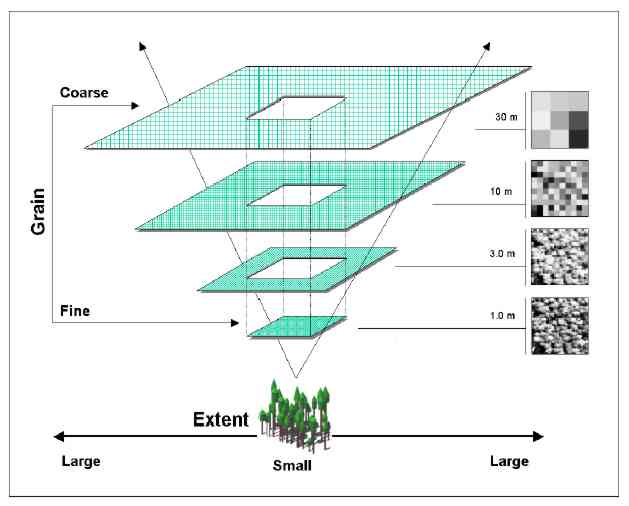 Coarse
30 m
Grain
10 m
3.0 m
Fine
1.0 m
Extent
Large
Small
Large